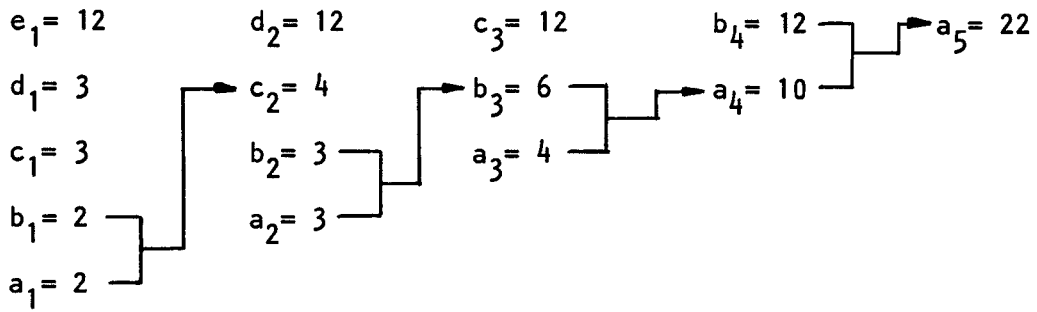 e₁= 12 d₂= 12 c₃= 12 b₄= 12 a₅= 22
d₁= 3 c₂= 4 b₃= 6 a₄= 10
c₁= 3 b₂= 3 a₃= 4
b₁= 2 a₂= 3
a₁= 2